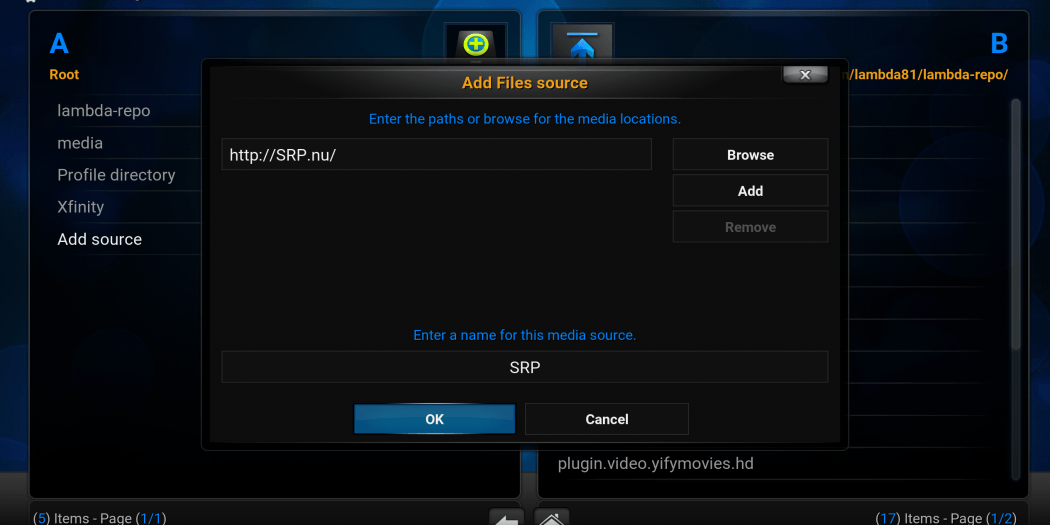 A
B
Root
/lambda81/lambda-repo/
Add Files source
lambda-repo
media
Profile directory
Xfinity
Add source
Enter the paths or browse for the media locations.
http://SRP.nu/
Browse
Add
Remove
Enter a name for this media source.
SRP
OK
Cancel
plugin.video.yifymovies.hd
(5) Items - Page (1/1)
(17) Items - Page (1/2)